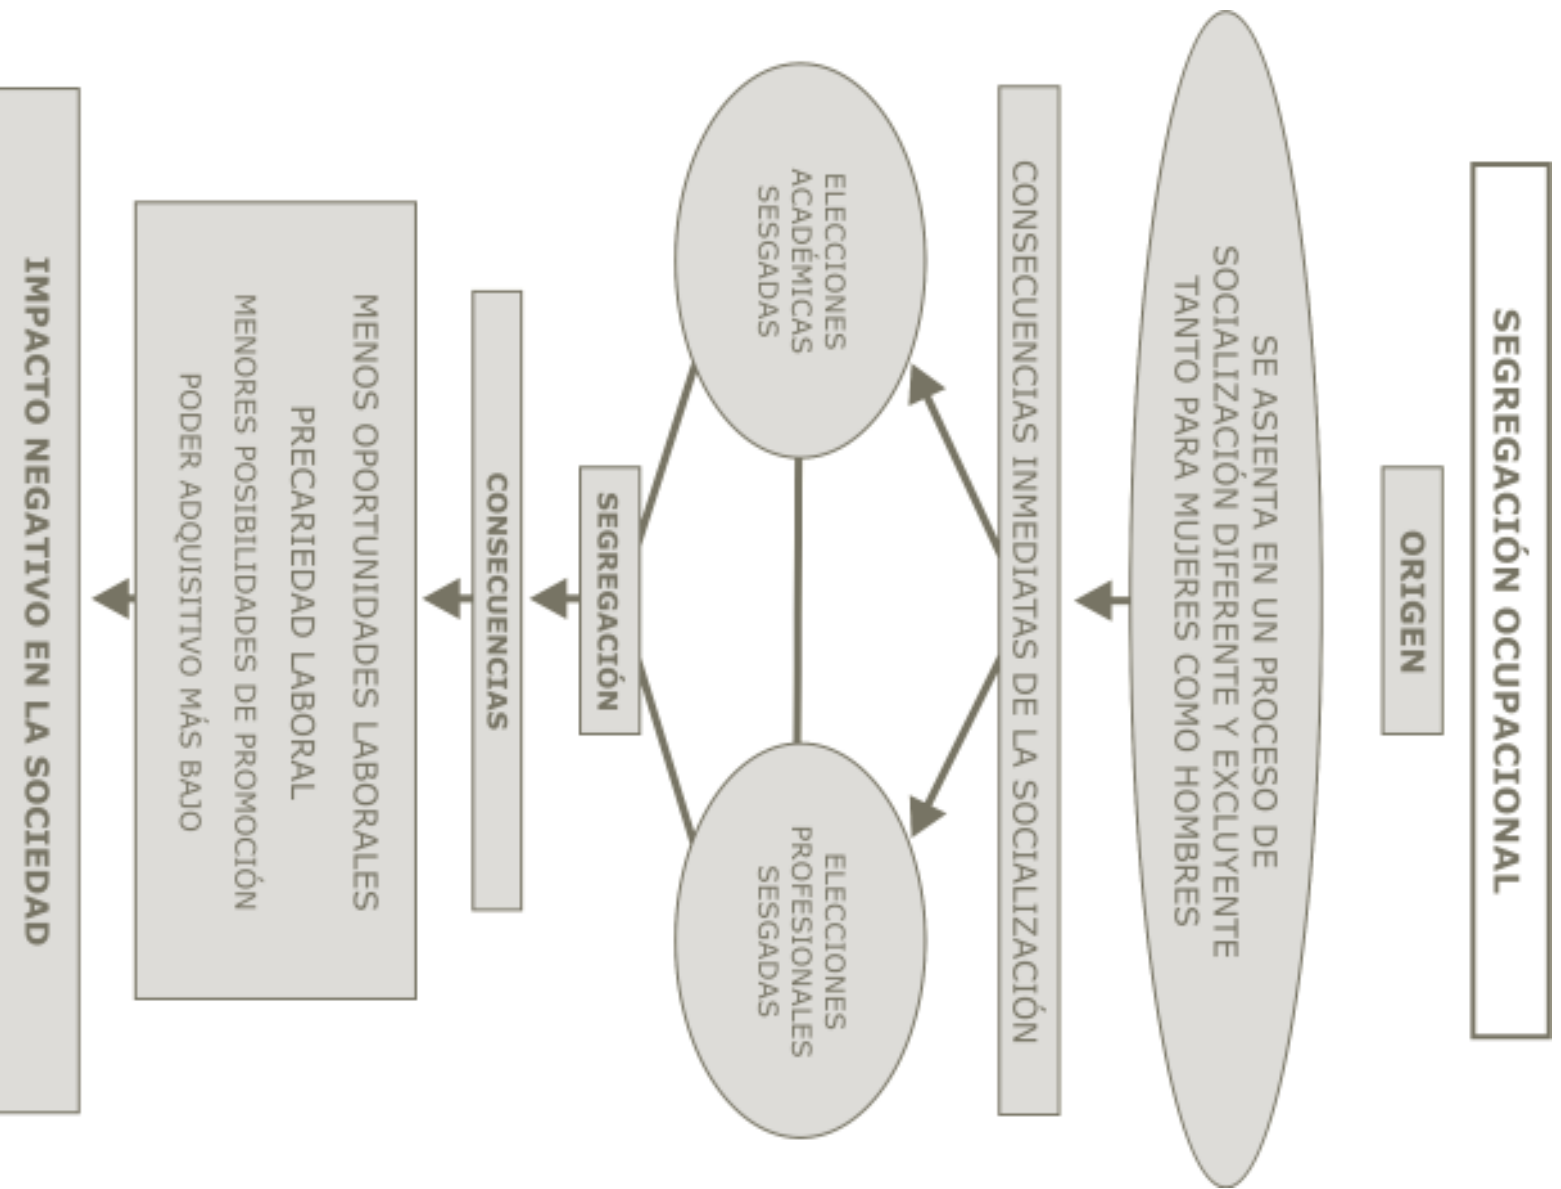 SEGREGACIÓN OCUPACIONAL
ORIGEN
SE ASIENTA EN UN PROCESO DE
SOCIALIZACIÓN DIFERENTE Y EXCLUYENTE
TANTO PARA MUJERES COMO HOMBRES
CONSECUENCIAS INMEDIATAS DE LA SOCIALIZACIÓN
ELECCIONES
ACADÉMICAS
SESGADAS
ELECCIONES
PROFESIONALES
SESGADAS
SEGREGACIÓN
CONSECUENCIAS
MENOS OPORTUNIDADES LABORALES
PRECARIEDAD LABORAL
MENORES POSIBILIDADES DE PROMOCIÓN
PODER ADQUISITIVO MÁS BAJO
IMPACTO NEGATIVO EN LA SOCIEDAD